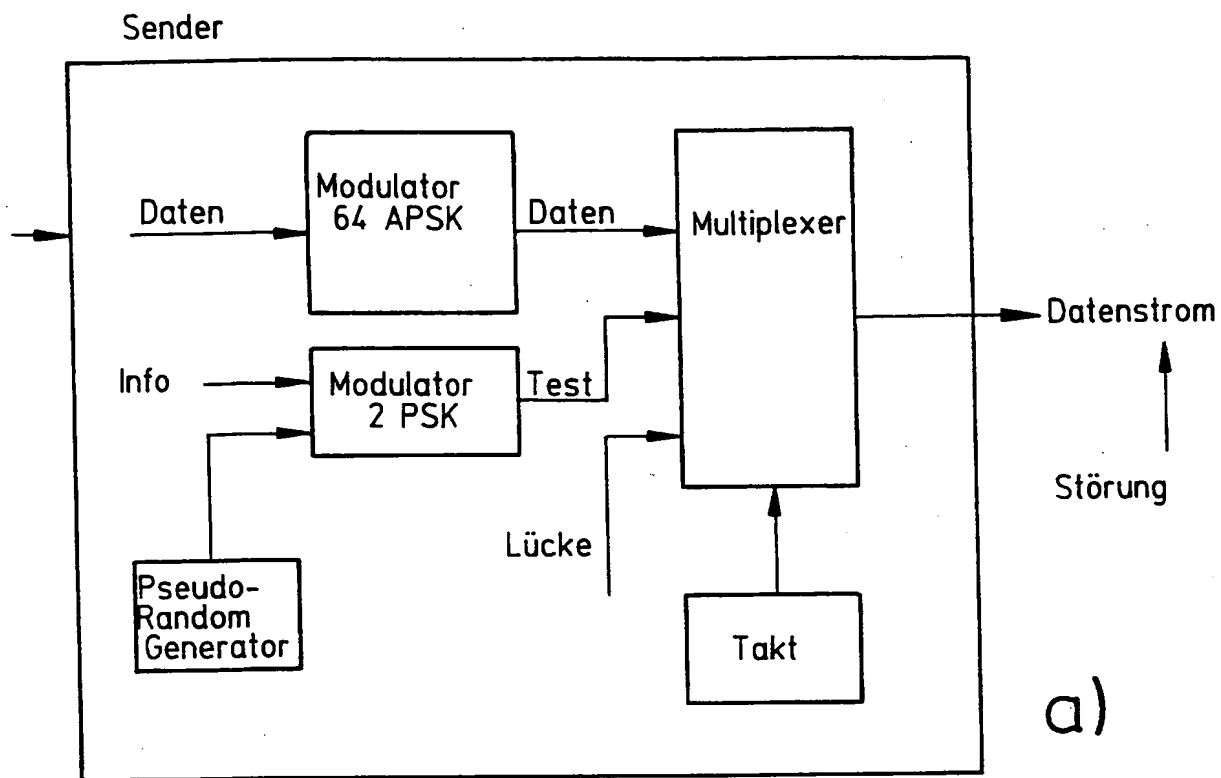 Sender
Modulator
64 APSK
Daten
Daten
Multiplexer
Datenstrom
Info
Modulator
2 PSK
Test
Störung
Lücke
Pseudo-
Random
Generator
Takt
a)